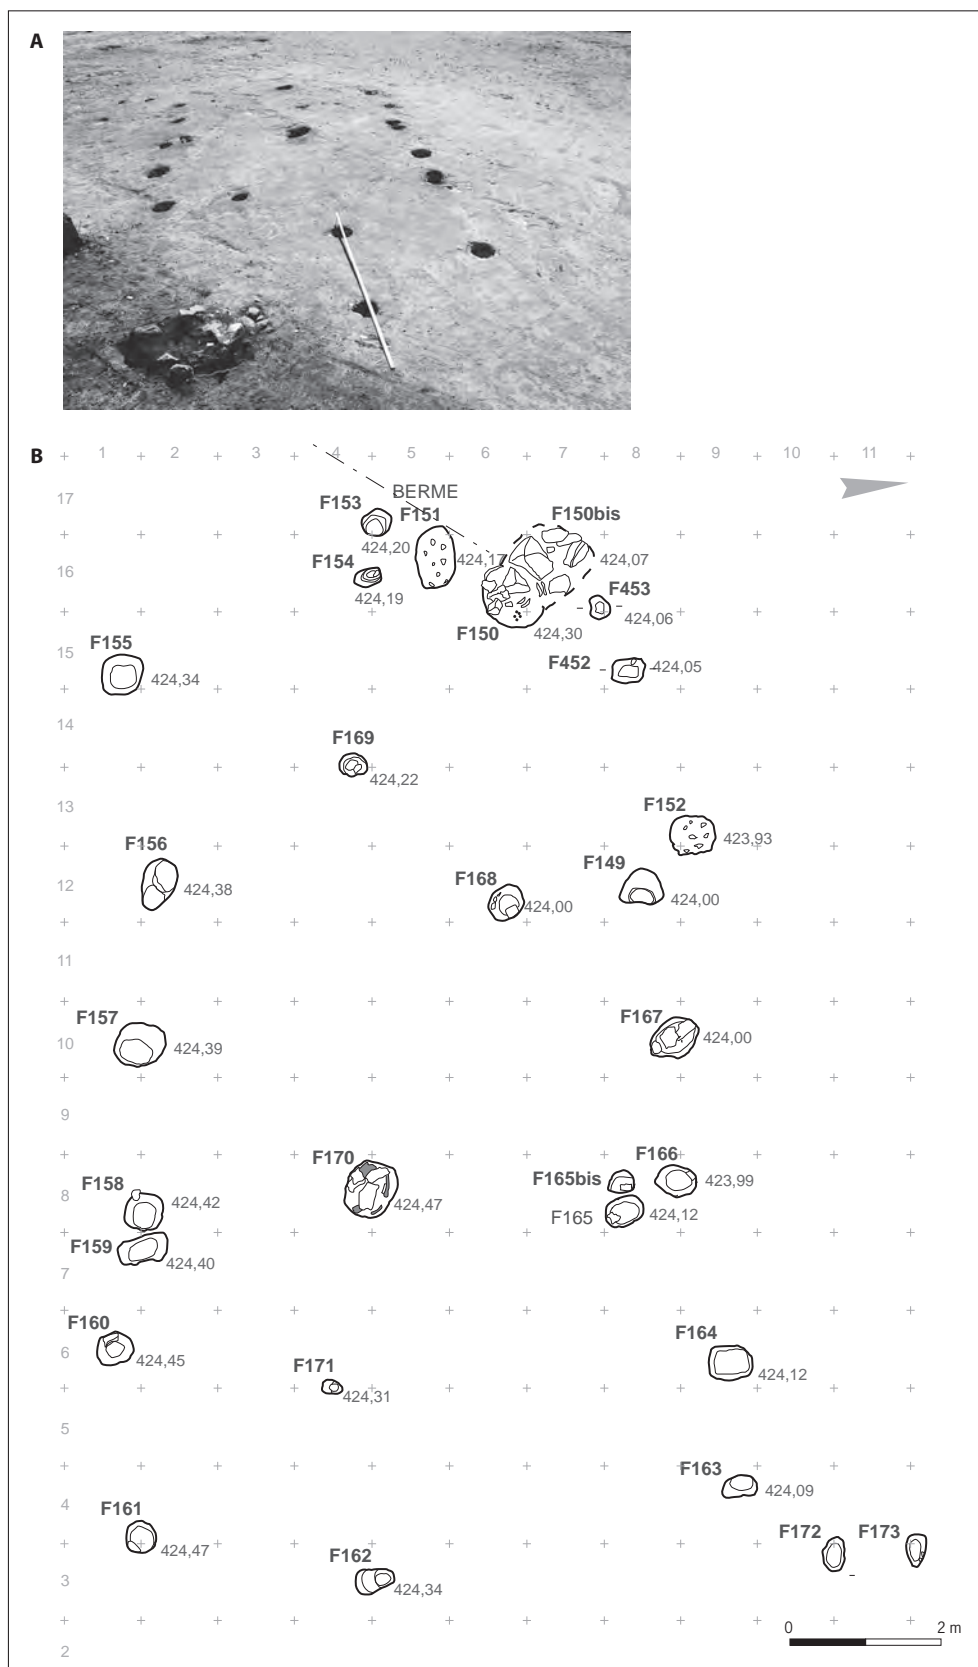 A
B
1 2 3 4 5 6 7 8 9 10 11
17
F153
BERME
F151
F150bis
424,20
424,17
424,07
16
F154
424,19
F453
424,06
F150
424,30
15
F155
424,34
F452
424,05
14
F169
424,22
13
F152
423,93
F156
424,38
12
F168
424,00
F149
424,00
11
F157
424,39
10
F167
424,00
9
F170
424,47
F166
423,99
F165bis
F158
424,42
8
F165
424,12
F159
424,40
7
F160
424,45
6
F164
424,12
F171
424,31
5
F163
424,09
4
F161
424,47
F172
F173
F162
424,34
3
0 2 m
2